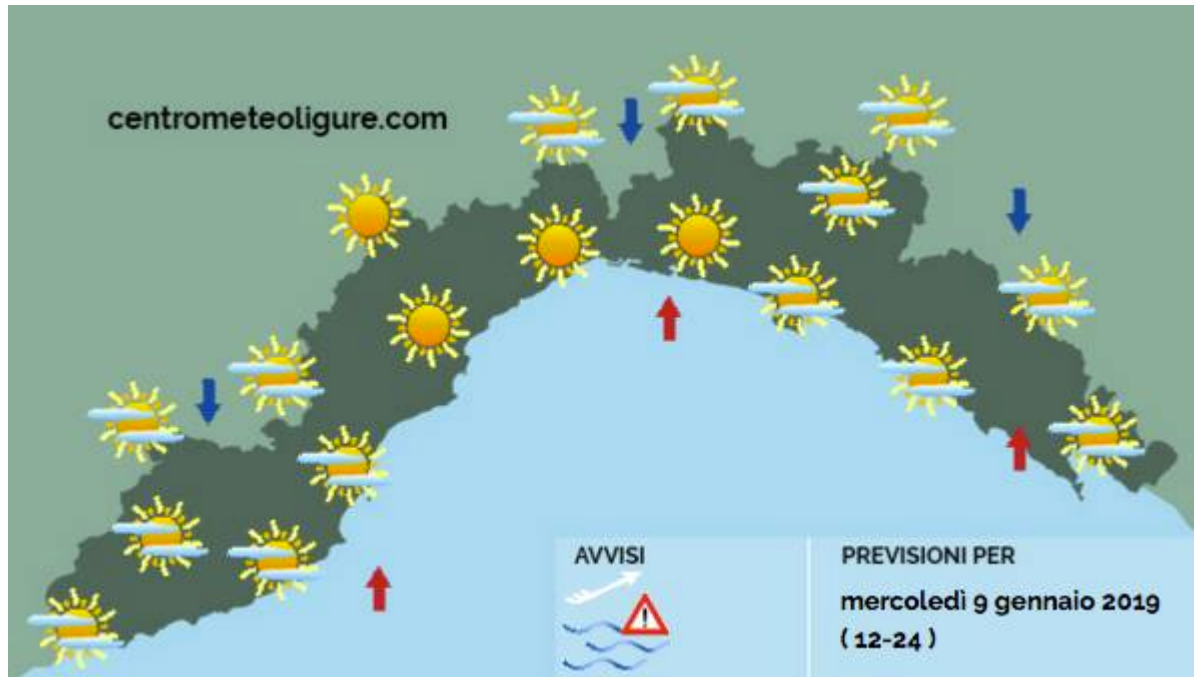 centrometeoligure.com
AVVISI
PREVISIONI PER
mercoledì 9 gennaio 2019
( 12-24 )